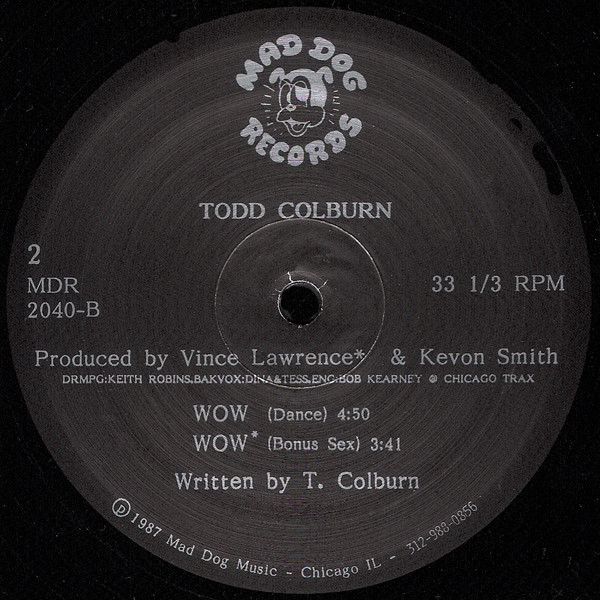 MAD DOG
RECORDS
TODD COLBURN
2
MDR
2040-B
33 1/3 RPM
Produced by Vince Lawrence* & Kevon Smith
DRMPG:KEITH ROBINS,BAKVOX:DINA&TESS,ENG:BOB KEARNEY @ CHICAGO TRAX
WOW (Dance) 4:50
WOW* (Bonus Sex) 3:41
Written by T. Colburn
℗ 1987 Mad Dog Music - Chicago IL - 312-988-0856